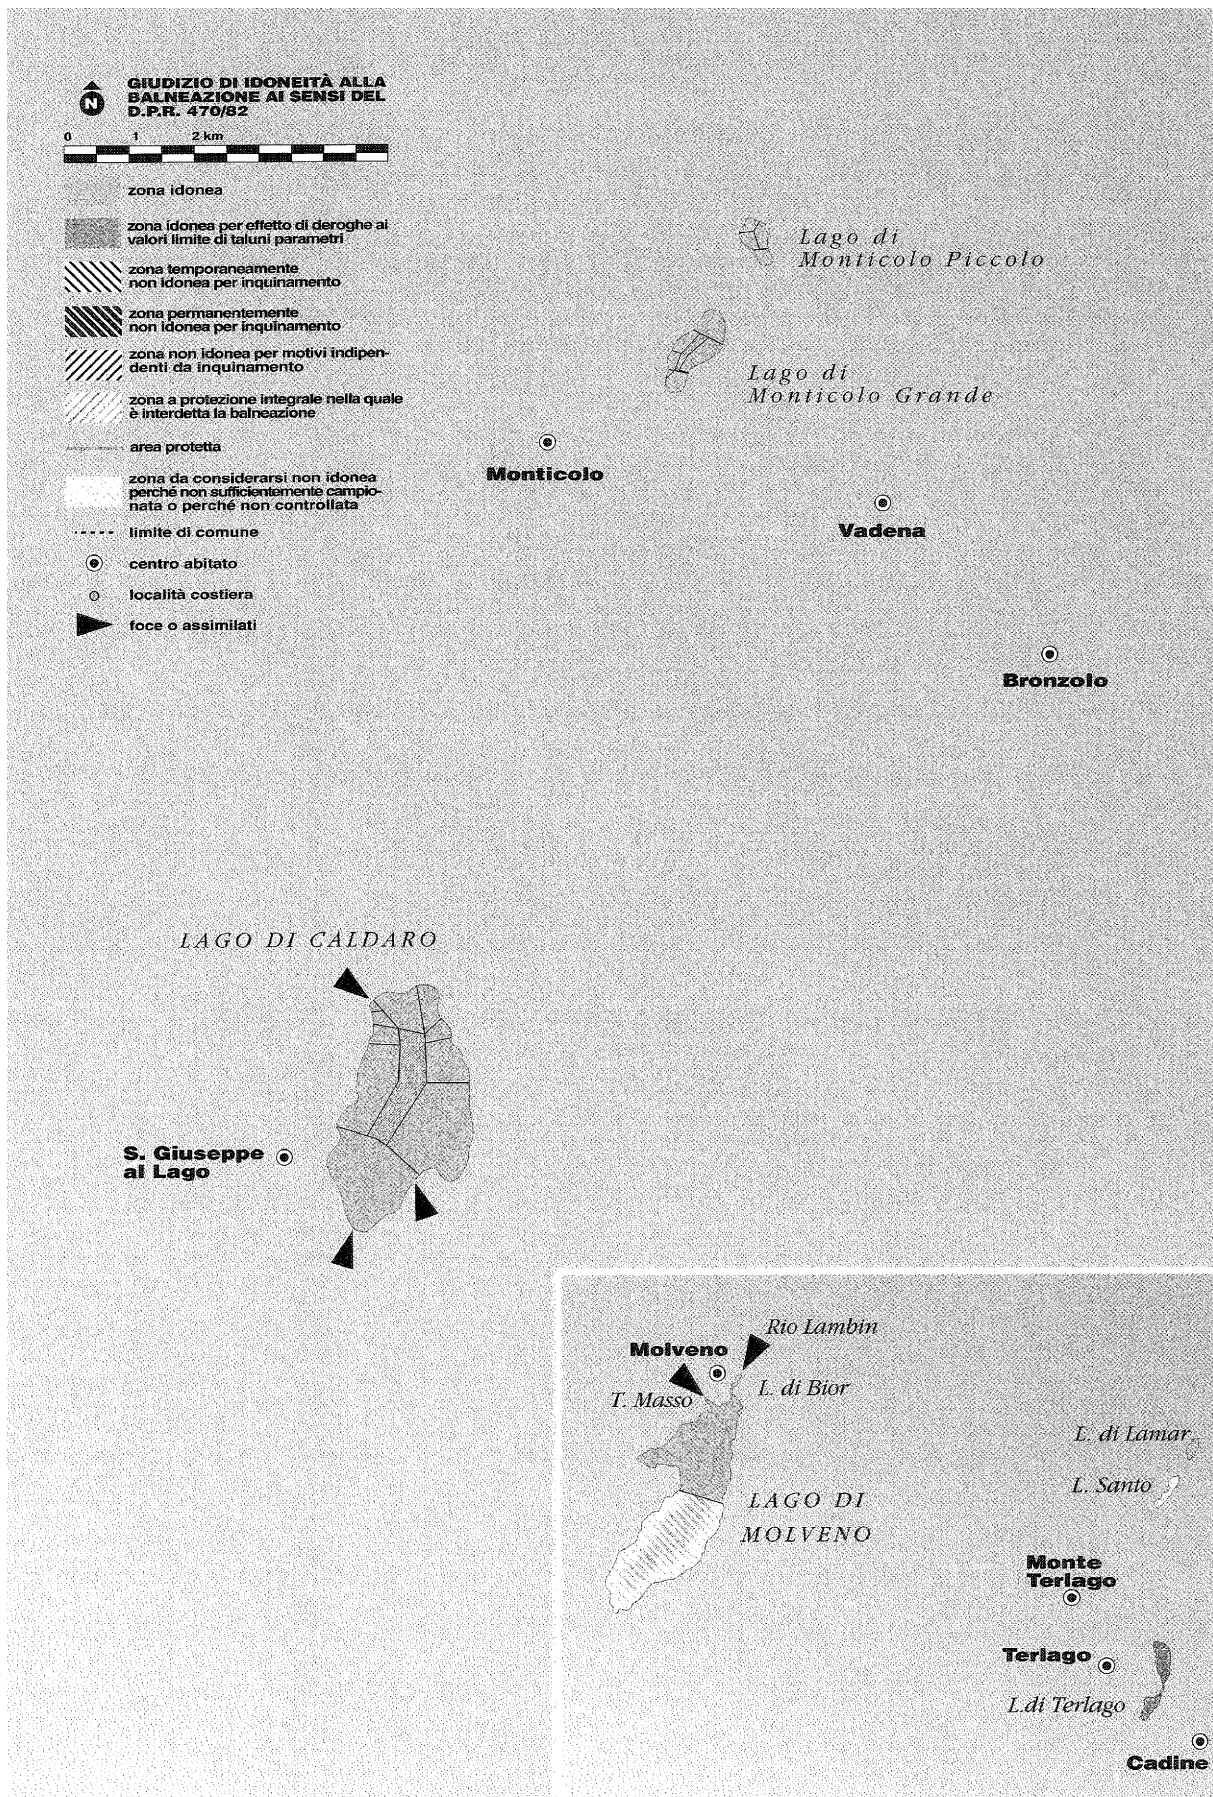 GIUDIZIO DI IDONEITÀ ALLA
BALNEAZIONE AI SENSI DEL
D.P.R. 470/82
N
0 1 2 km
zona idonea
zona idonea per effetto di deroghe ai
valori limite di taluni parametri
zona temporaneamente
non idonea per inquinamento
zona permanentemente
non idonea per inquinamento
zona non idonea per motivi indipen-
denti da inquinamento
zona a protezione integrale nella quale
è interdetta la balneazione
area protetta
zona da considerarsi non idonea
perché non sufficientemente campio-
nata o perché non controllata
limite di comune
centro abitato
località costiera
foce o assimilati
Lago di
Monticolo Piccolo
Lago di
Monticolo Grande
Monticolo
Vadena
Bronzolo
LAGO DI CALDARO
S. Giuseppe
al Lago
Rio Lambin
Molveno
L. di Bior
T. Masso
L. di Lamar
L. Santo
LAGO DI
MOLVENO
Monte
Terlago
Terlago
L.di Terlago
Cadine